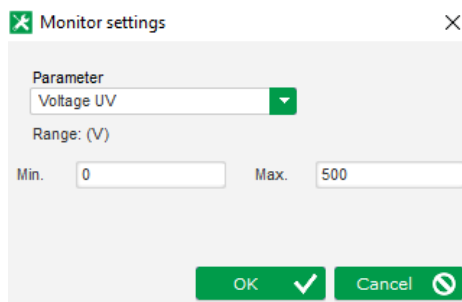 Monitor settings
Parameter
Voltage UV
Range: (V)
Min. 0 Max. 500
OK Cancel